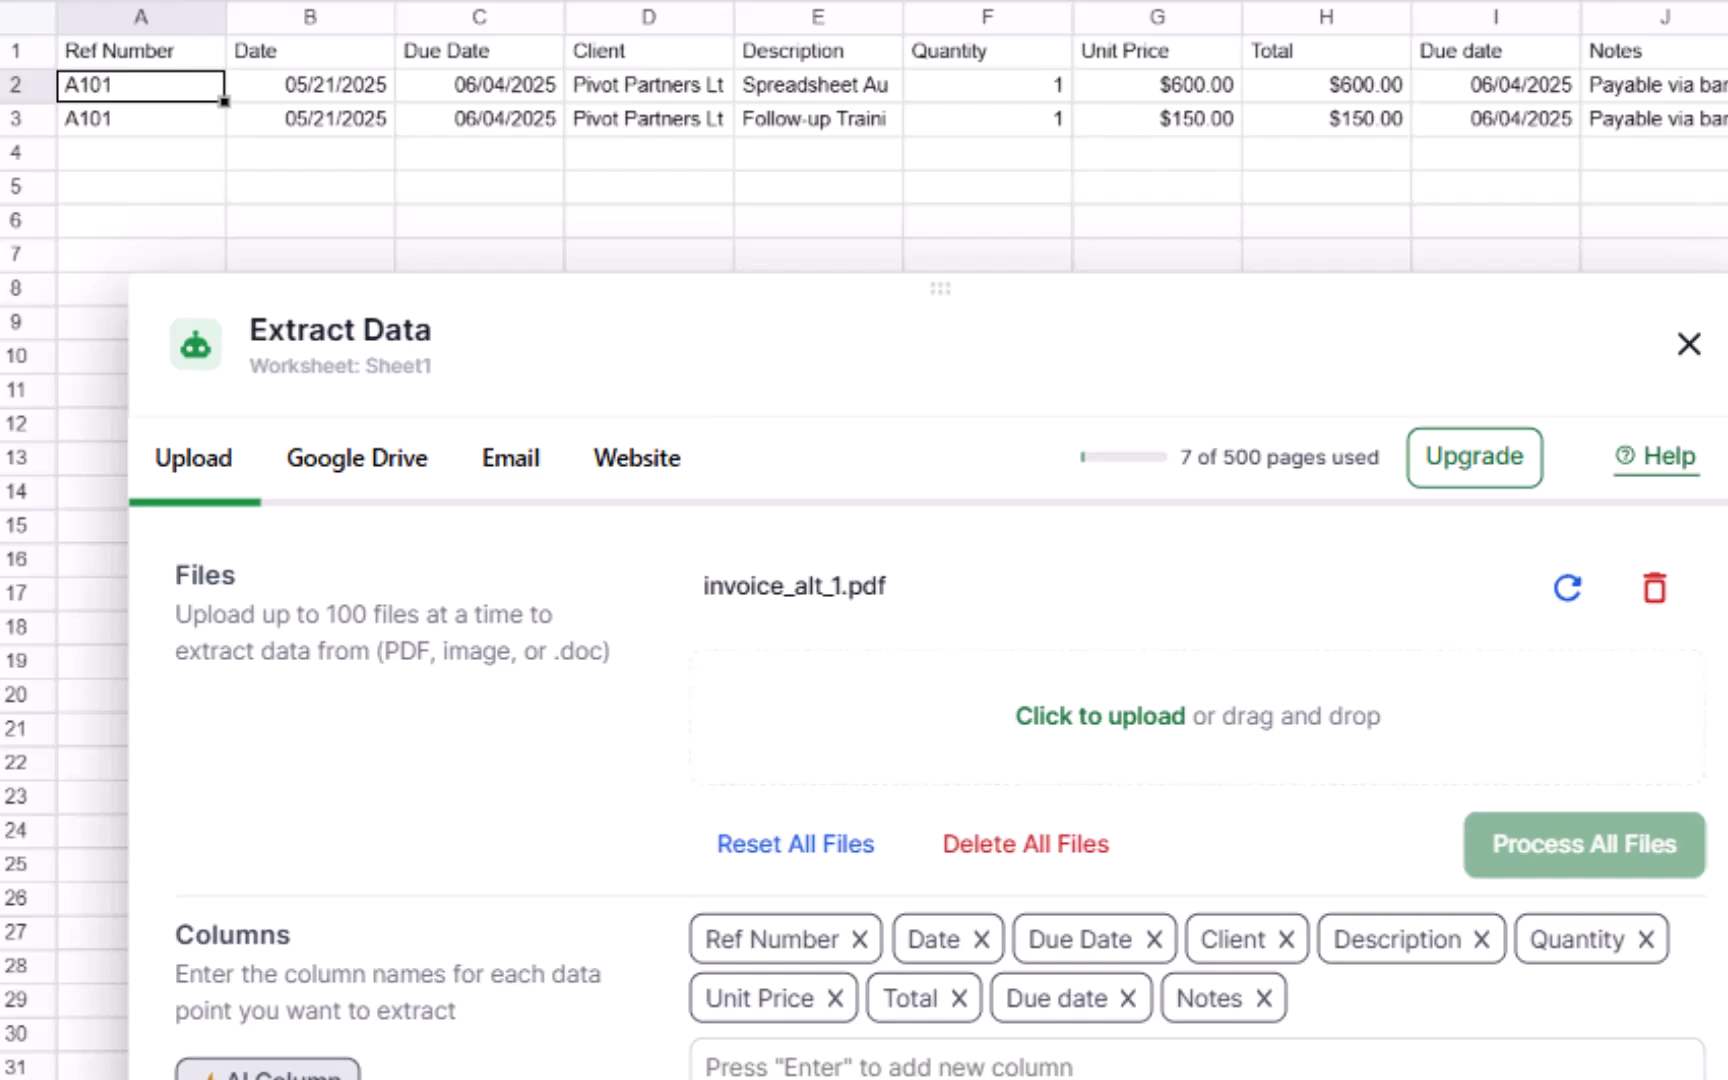 A B C D E F G H I J
1 Ref Number Date Due Date Client Description Quantity Unit Price Total Due date Notes
2 A101 05/21/2025 06/04/2025 Pivot Partners Lt Spreadsheet Au 1 $600.00 $600.00 06/04/2025 Payable via bar
3 A101 05/21/2025 06/04/2025 Pivot Partners Lt Follow-up Traini 1 $150.00 $150.00 06/04/2025 Payable via bar
4
5
6
7
8
9
10
11
12
13
14
15
16
17
18
19
20
21
22
23
24
25
26
27
28
29
30
31
Extract Data
Worksheet: Sheet1
Upload Google Drive Email Website 7 of 500 pages used Upgrade Help
Files
Upload up to 100 files at a time to
extract data from (PDF, image, or .doc)
invoice_alt_1.pdf
Click to upload or drag and drop
Reset All Files Delete All Files Process All Files
Columns
Enter the column names for each data
point you want to extract
AI Column
Ref Number X Date X Due Date X Client X Description X Quantity X
Unit Price X Total X Due date X Notes X
Press "Enter" to add new column